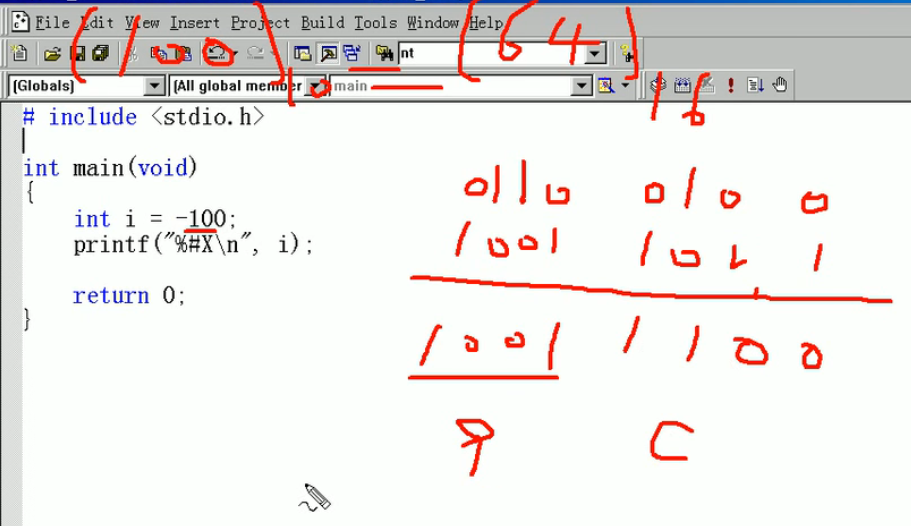 File Edit View Insert Project Build Tools Window Help
(100)10 — (64)16
nt
(Globals) [All global member main
# include <stdio.h>
int main(void)
{
int i = -100;
printf("%#X\n", i);
return 0;
}
0110 0100
1001 1011
1001 1100
9 C